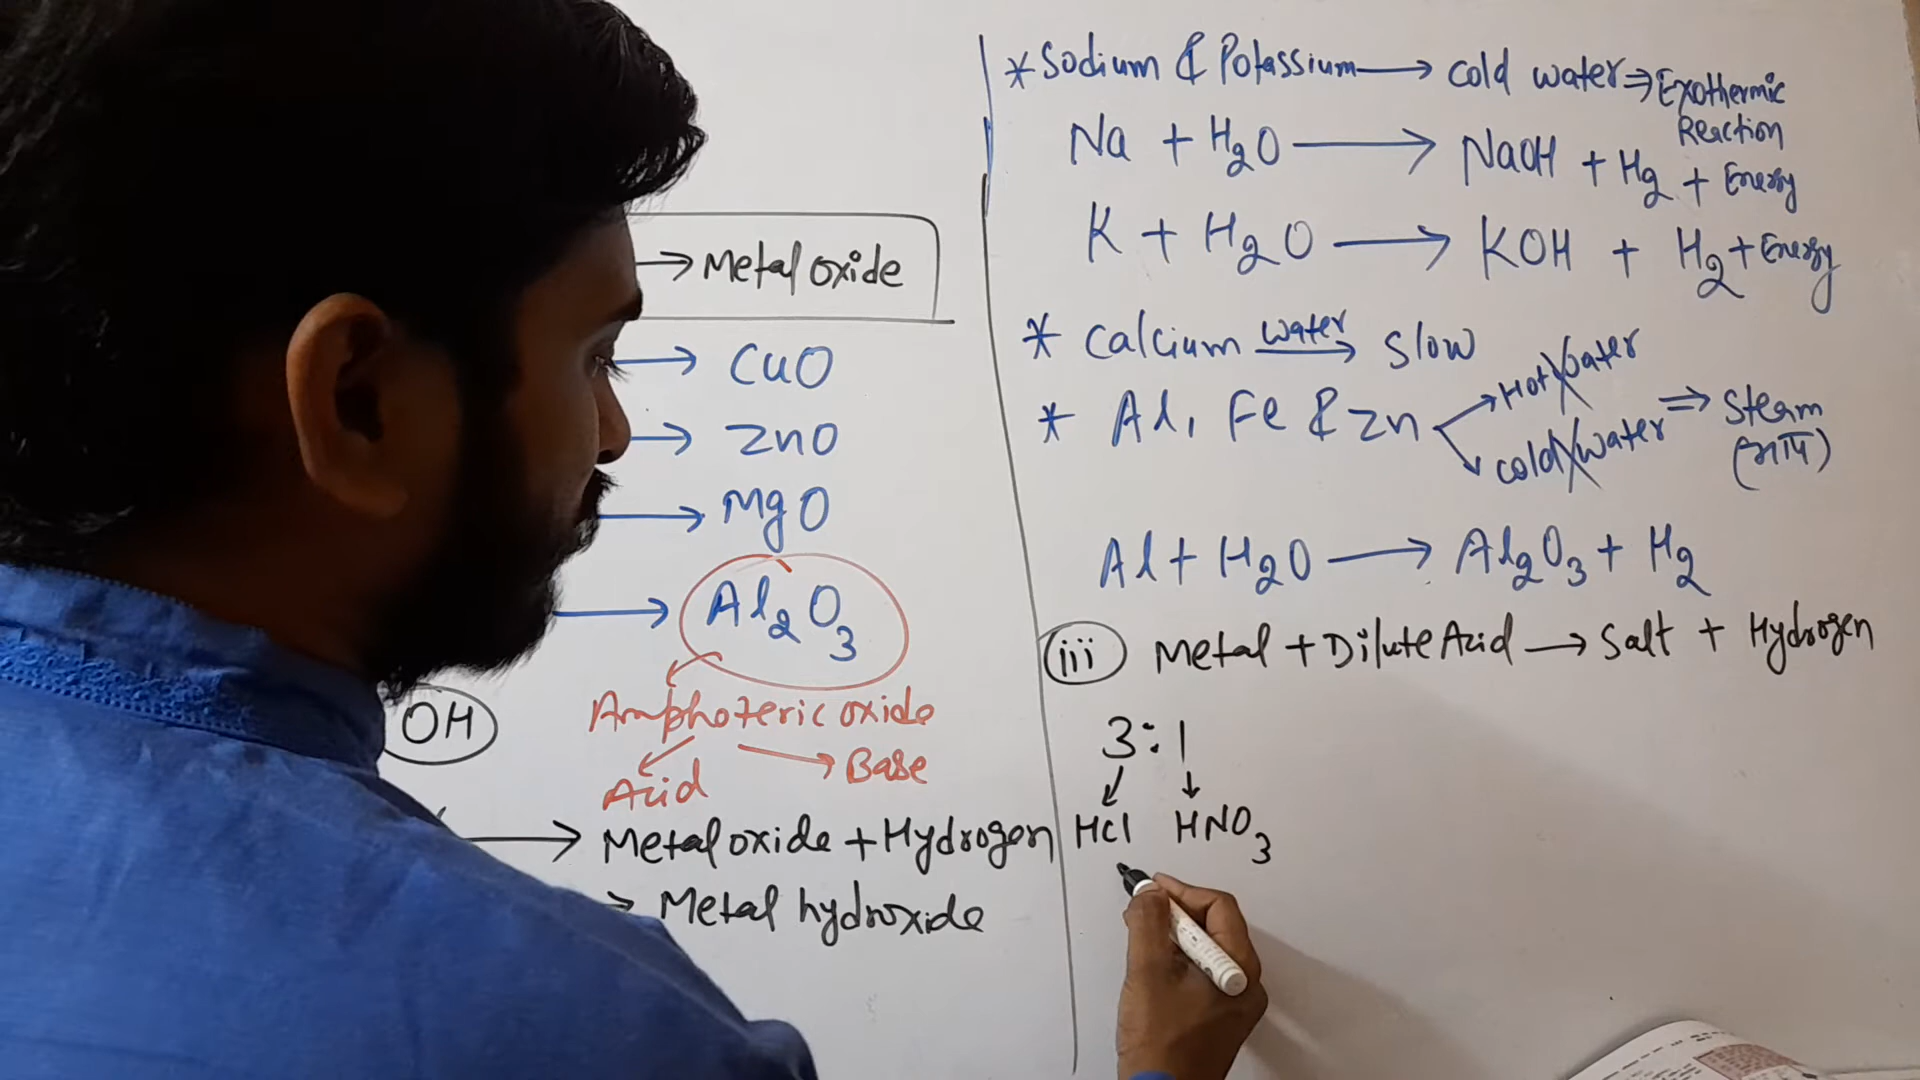 → Metal oxide
→ CuO
→ ZnO
→ MgO
→ Al₂O₃
Amphoteric oxide
Acid → Base
OH
→ Metal oxide + Hydrogen
> Metal hydroxide
* Sodium & Potassium → cold water ⇒ Exothermic
Reaction
Na + H₂O → NaOH + H₂ + Energy
K + H₂O → KOH + H₂ + Energy
* Calcium water→ Slow
* Al, Fe & Zn
Hot water
cold water ⇒ Steam
(भाप)
Al + H₂O → Al₂O₃ + H₂
(iii) Metal + Dilute Acid → Salt + Hydrogen
3 : 1
HCl HNO₃